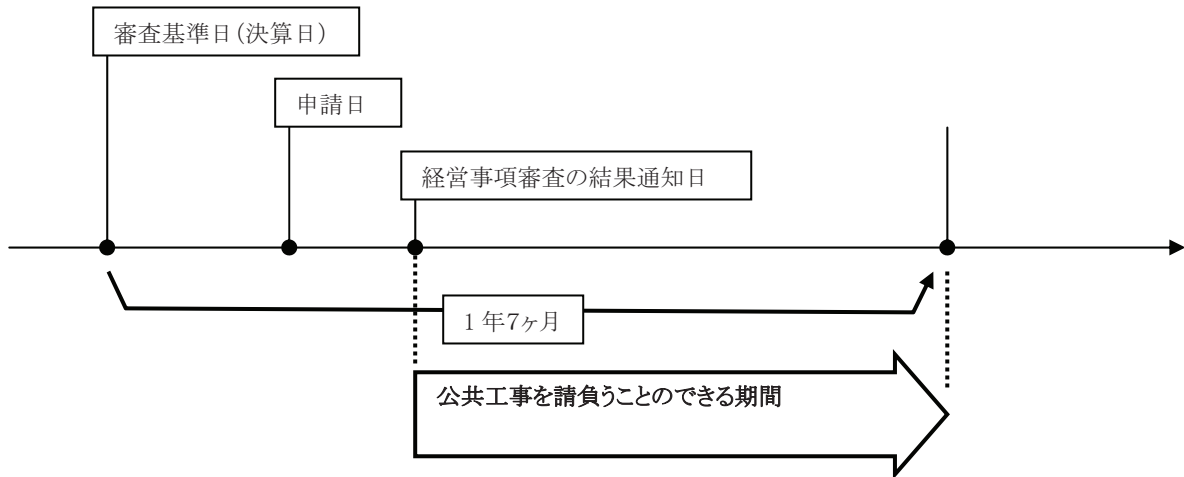 審査基準日(決算日)
申請日
経営事項審査の結果通知日
1年7ヶ月
公共工事を請負うことのできる期間